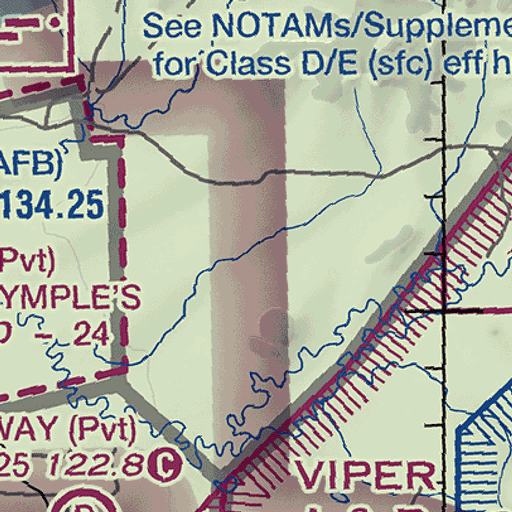 See NOTAMs/Suppleme
for Class D/E (sfc) eff h
AFB)
134.25
Pvt)
YMPLE'S
- 24
WAY (Pvt)
25 122.8 C
VIPER